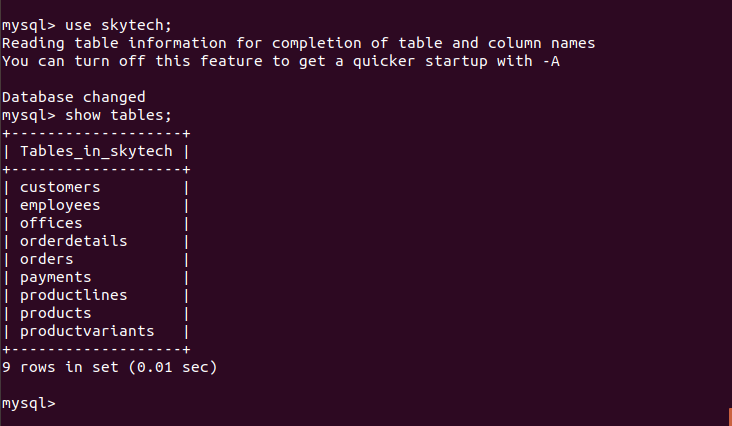 mysql> use skytech;
Reading table information for completion of table and column names
You can turn off this feature to get a quicker startup with -A
Database changed
mysql> show tables;
+-------------------+
| Tables_in_skytech |
+-------------------+
| customers         |
| employees         |
| offices           |
| orderdetails      |
| orders            |
| payments          |
| productlines      |
| products          |
| productvariants   |
+-------------------+
9 rows in set (0.01 sec)
mysql>